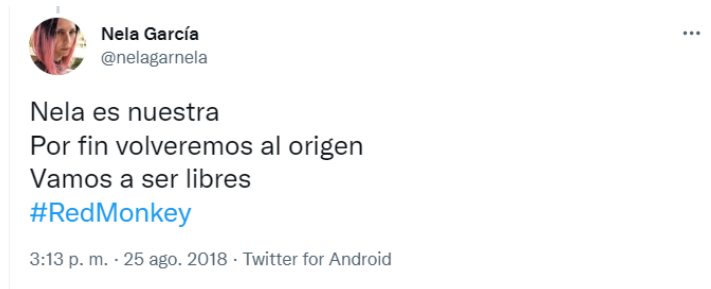 Nela García
@nelagarnela
Nela es nuestra
Por fin volveremos al origen
Vamos a ser libres
#RedMonkey
3:13 p. m. · 25 ago. 2018 · Twitter for Android